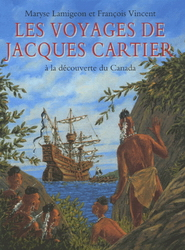 Maryse Lamigeon et François Vincent
LES VOYAGES DE
JACQUES CARTIER
à la découverte du Canada